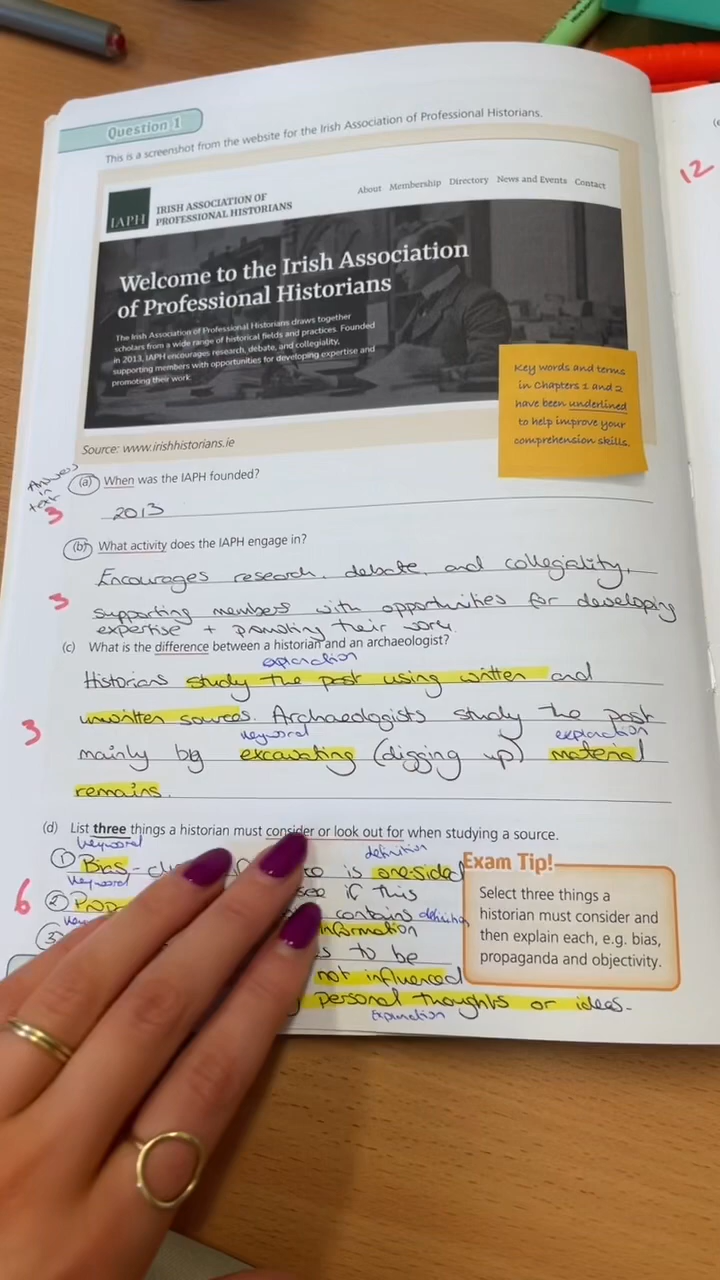 Question 1
This is a screenshot from the website for the Irish Association of Professional Historians.
IAPH
IRISH ASSOCIATION OF
PROFESSIONAL HISTORIANS
About Membership Directory News and Events Contact
Welcome to the Irish Association
of Professional Historians
The Irish Association of Professional Historians draws together
scholars from a wide range of historical fields and practices. Founded
in 2013, IAPH encourages research, debate, and collegiality,
supporting members with opportunities for developing expertise and
promoting their work.
Key words and terms
in Chapters 1 and 2
have been underlined
to help improve your
comprehension skills.
Source: www.irishhistorians.ie
Answers
in
text
(a) When was the IAPH founded?
3
2013
(b) What activity does the IAPH engage in?
Encourages research, debate, and collegiality,
3
supporting members with opportunities for developing
expertise + promoting their work.
(c) What is the difference between a historian and an archaeologist?
explanation
Historians study the past using written and
unwritten sources. Archaeologists study the past
3
keyword explanation
mainly by excavating (digging up) material
remains.
(d) List three things a historian must consider or look out for when studying a source.
keyword definition
① Bias - is one-sided
keyword
6
② see if this
contains definition
③ information
to be
not influenced
personal thoughts or ideas.
Explanation
Exam Tip!
Select three things a
historian must consider and
then explain each, e.g. bias,
propaganda and objectivity.
12